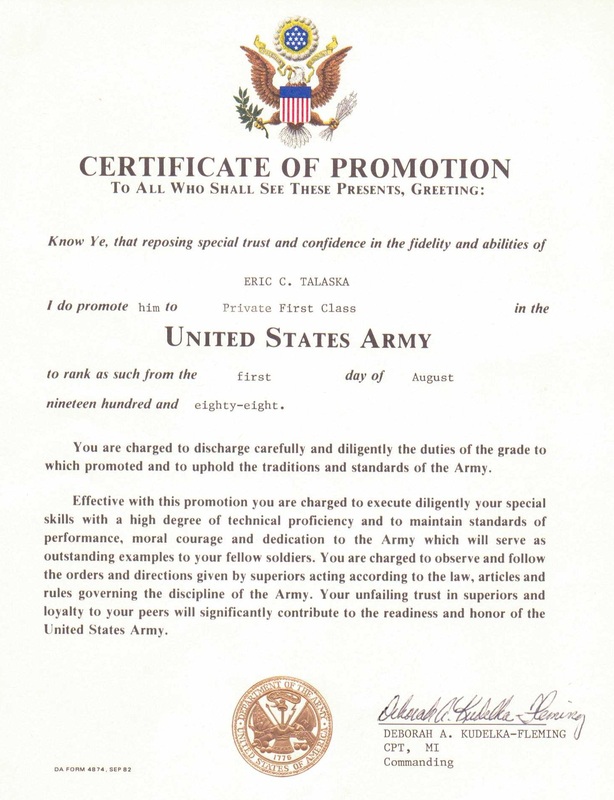 CERTIFICATE OF PROMOTION
TO ALL WHO SHALL SEE THESE PRESENTS, GREETING:
Know Ye, that reposing special trust and confidence in the fidelity and abilities of
ERIC C. TALASKA
I do promote him to Private First Class in the
UNITED STATES ARMY
to rank as such from the first day of August
nineteen hundred and eighty-eight.
You are charged to discharge carefully and diligently the duties of the grade to
which promoted and to uphold the traditions and standards of the Army.
Effective with this promotion you are charged to execute diligently your special
skills with a high degree of technical proficiency and to maintain standards of
performance, moral courage and dedication to the Army which will serve as
outstanding examples to your fellow soldiers. You are charged to observe and follow
the orders and directions given by superiors acting according to the law, articles and
rules governing the discipline of the Army. Your unfailing trust in superiors and
loyalty to your peers will significantly contribute to the readiness and honor of the
United States Army.
DEPARTMENT OF THE ARMY
UNITED STATES OF AMERICA
Deborah A. Kudelka-Fleming
DEBORAH A. KUDELKA-FLEMING
CPT, MI
Commanding
DA FORM 4874, SEP 82